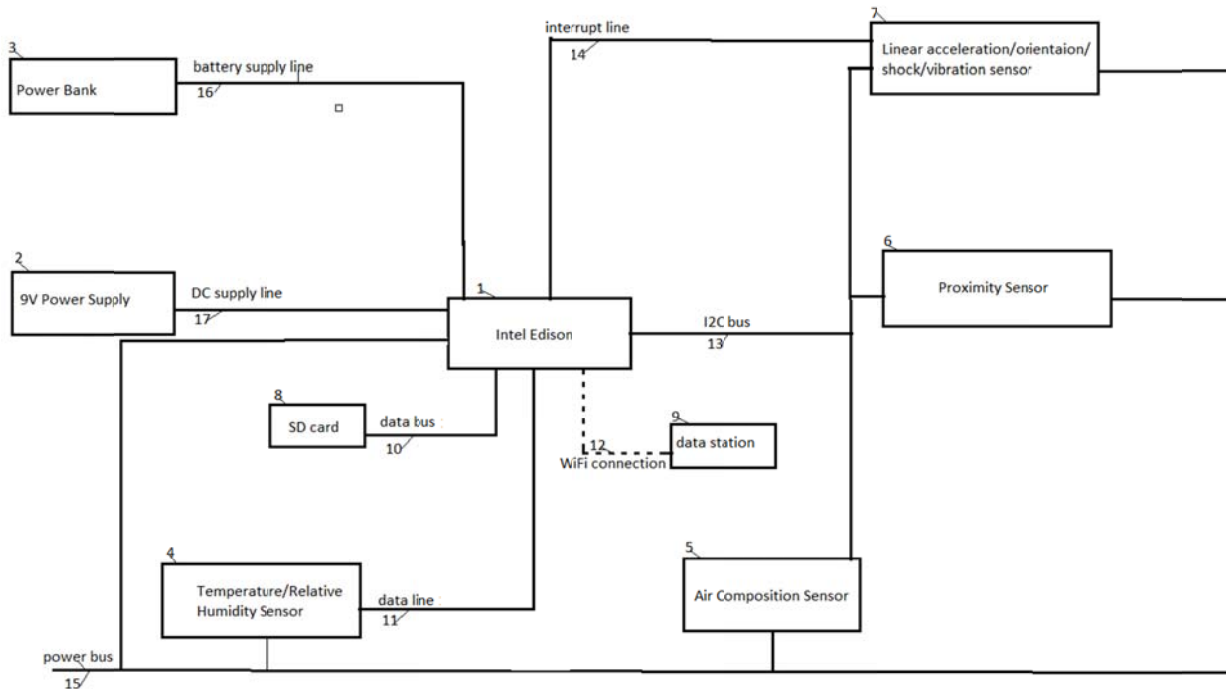 3
Power Bank
battery supply line
16
interrupt line
14
7
Linear acceleration/orientaion/
shock/vibration sensor
2
9V Power Supply
DC supply line
17
1
Intel Edison
I2C bus
13
6
Proximity Sensor
8
SD card
data bus
10
12
WiFi connection
9
data station
4
Temperature/Relative
Humidity Sensor
data line
11
5
Air Composition Sensor
power bus
15